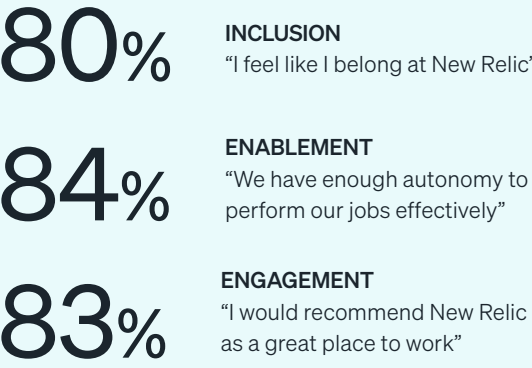 80%
INCLUSION
“I feel like I belong at New Relic”
84%
ENABLEMENT
“We have enough autonomy to
perform our jobs effectively”
83%
ENGAGEMENT
“I would recommend New Relic
as a great place to work”